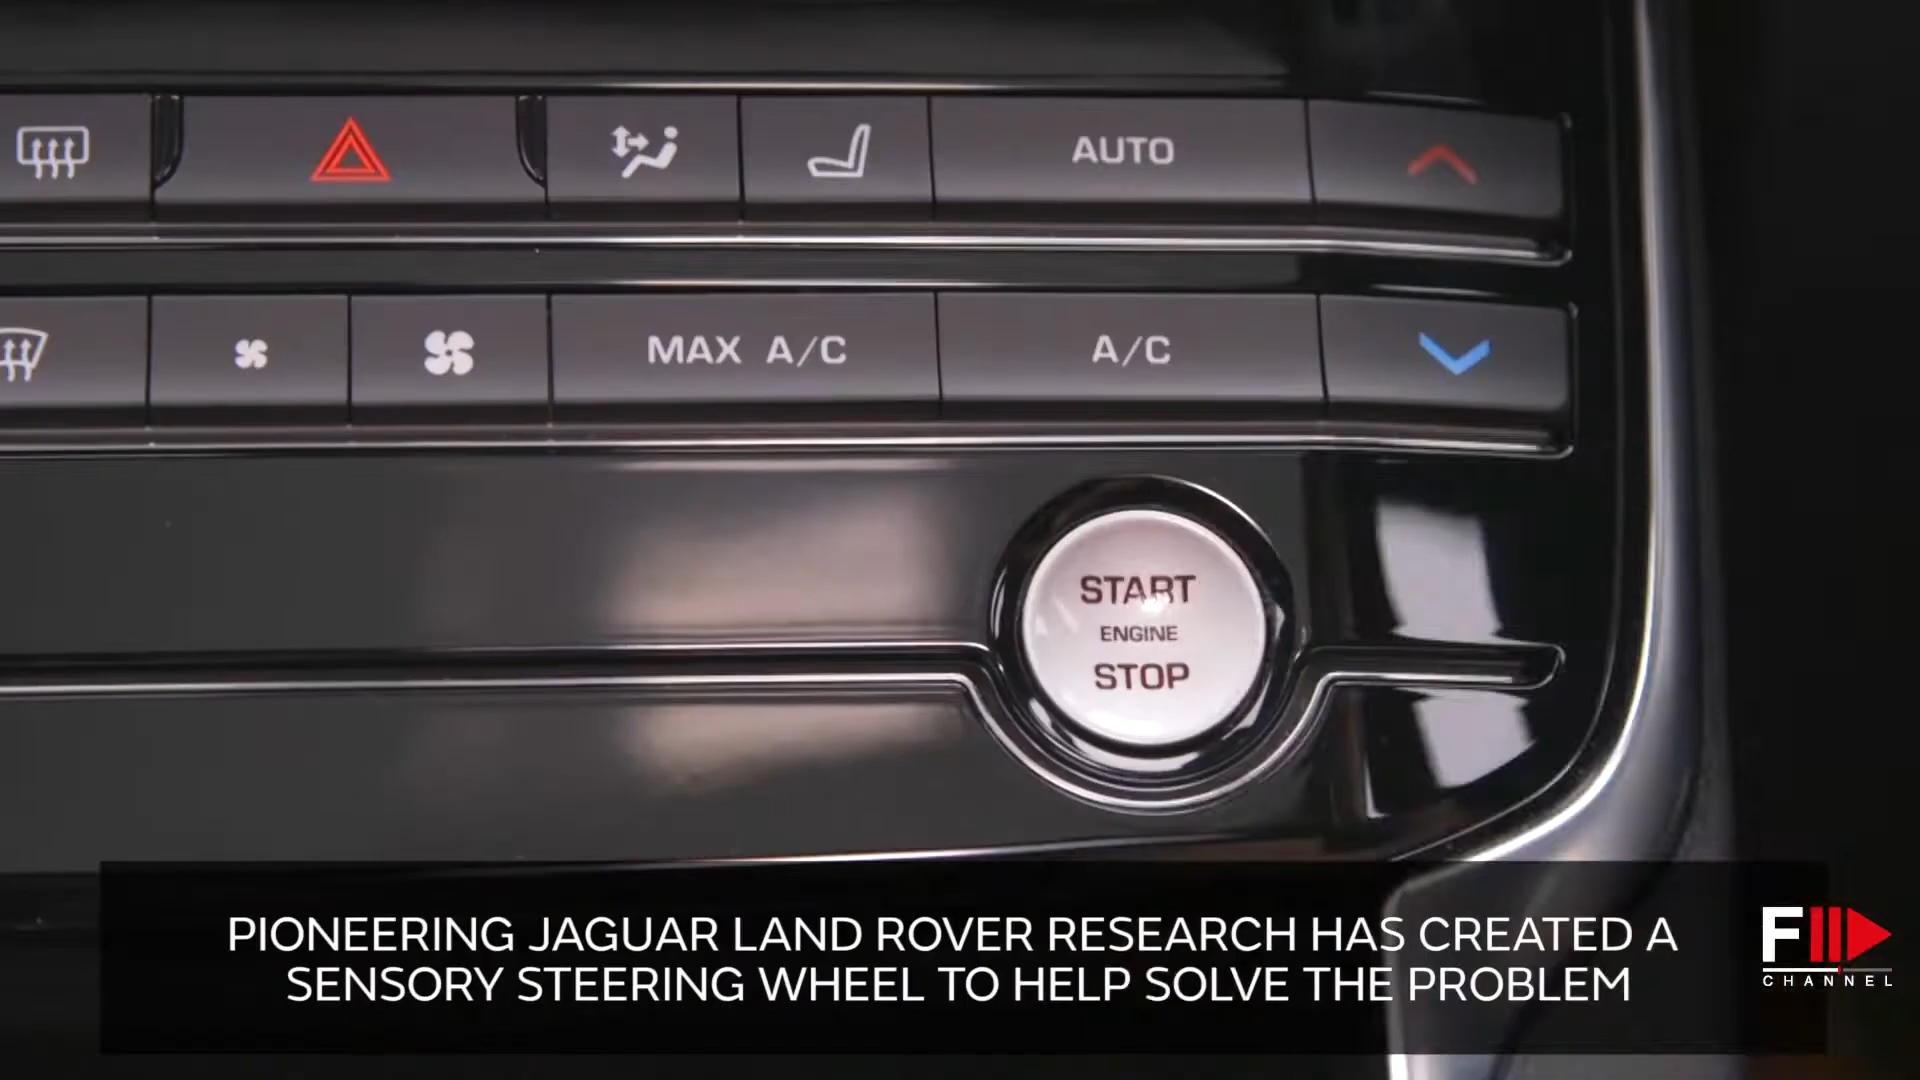 AUTO
MAX A/C
A/C
START
ENGINE
STOP
PIONEERING JAGUAR LAND ROVER RESEARCH HAS CREATED A
SENSORY STEERING WHEEL TO HELP SOLVE THE PROBLEM
F
CHANNEL